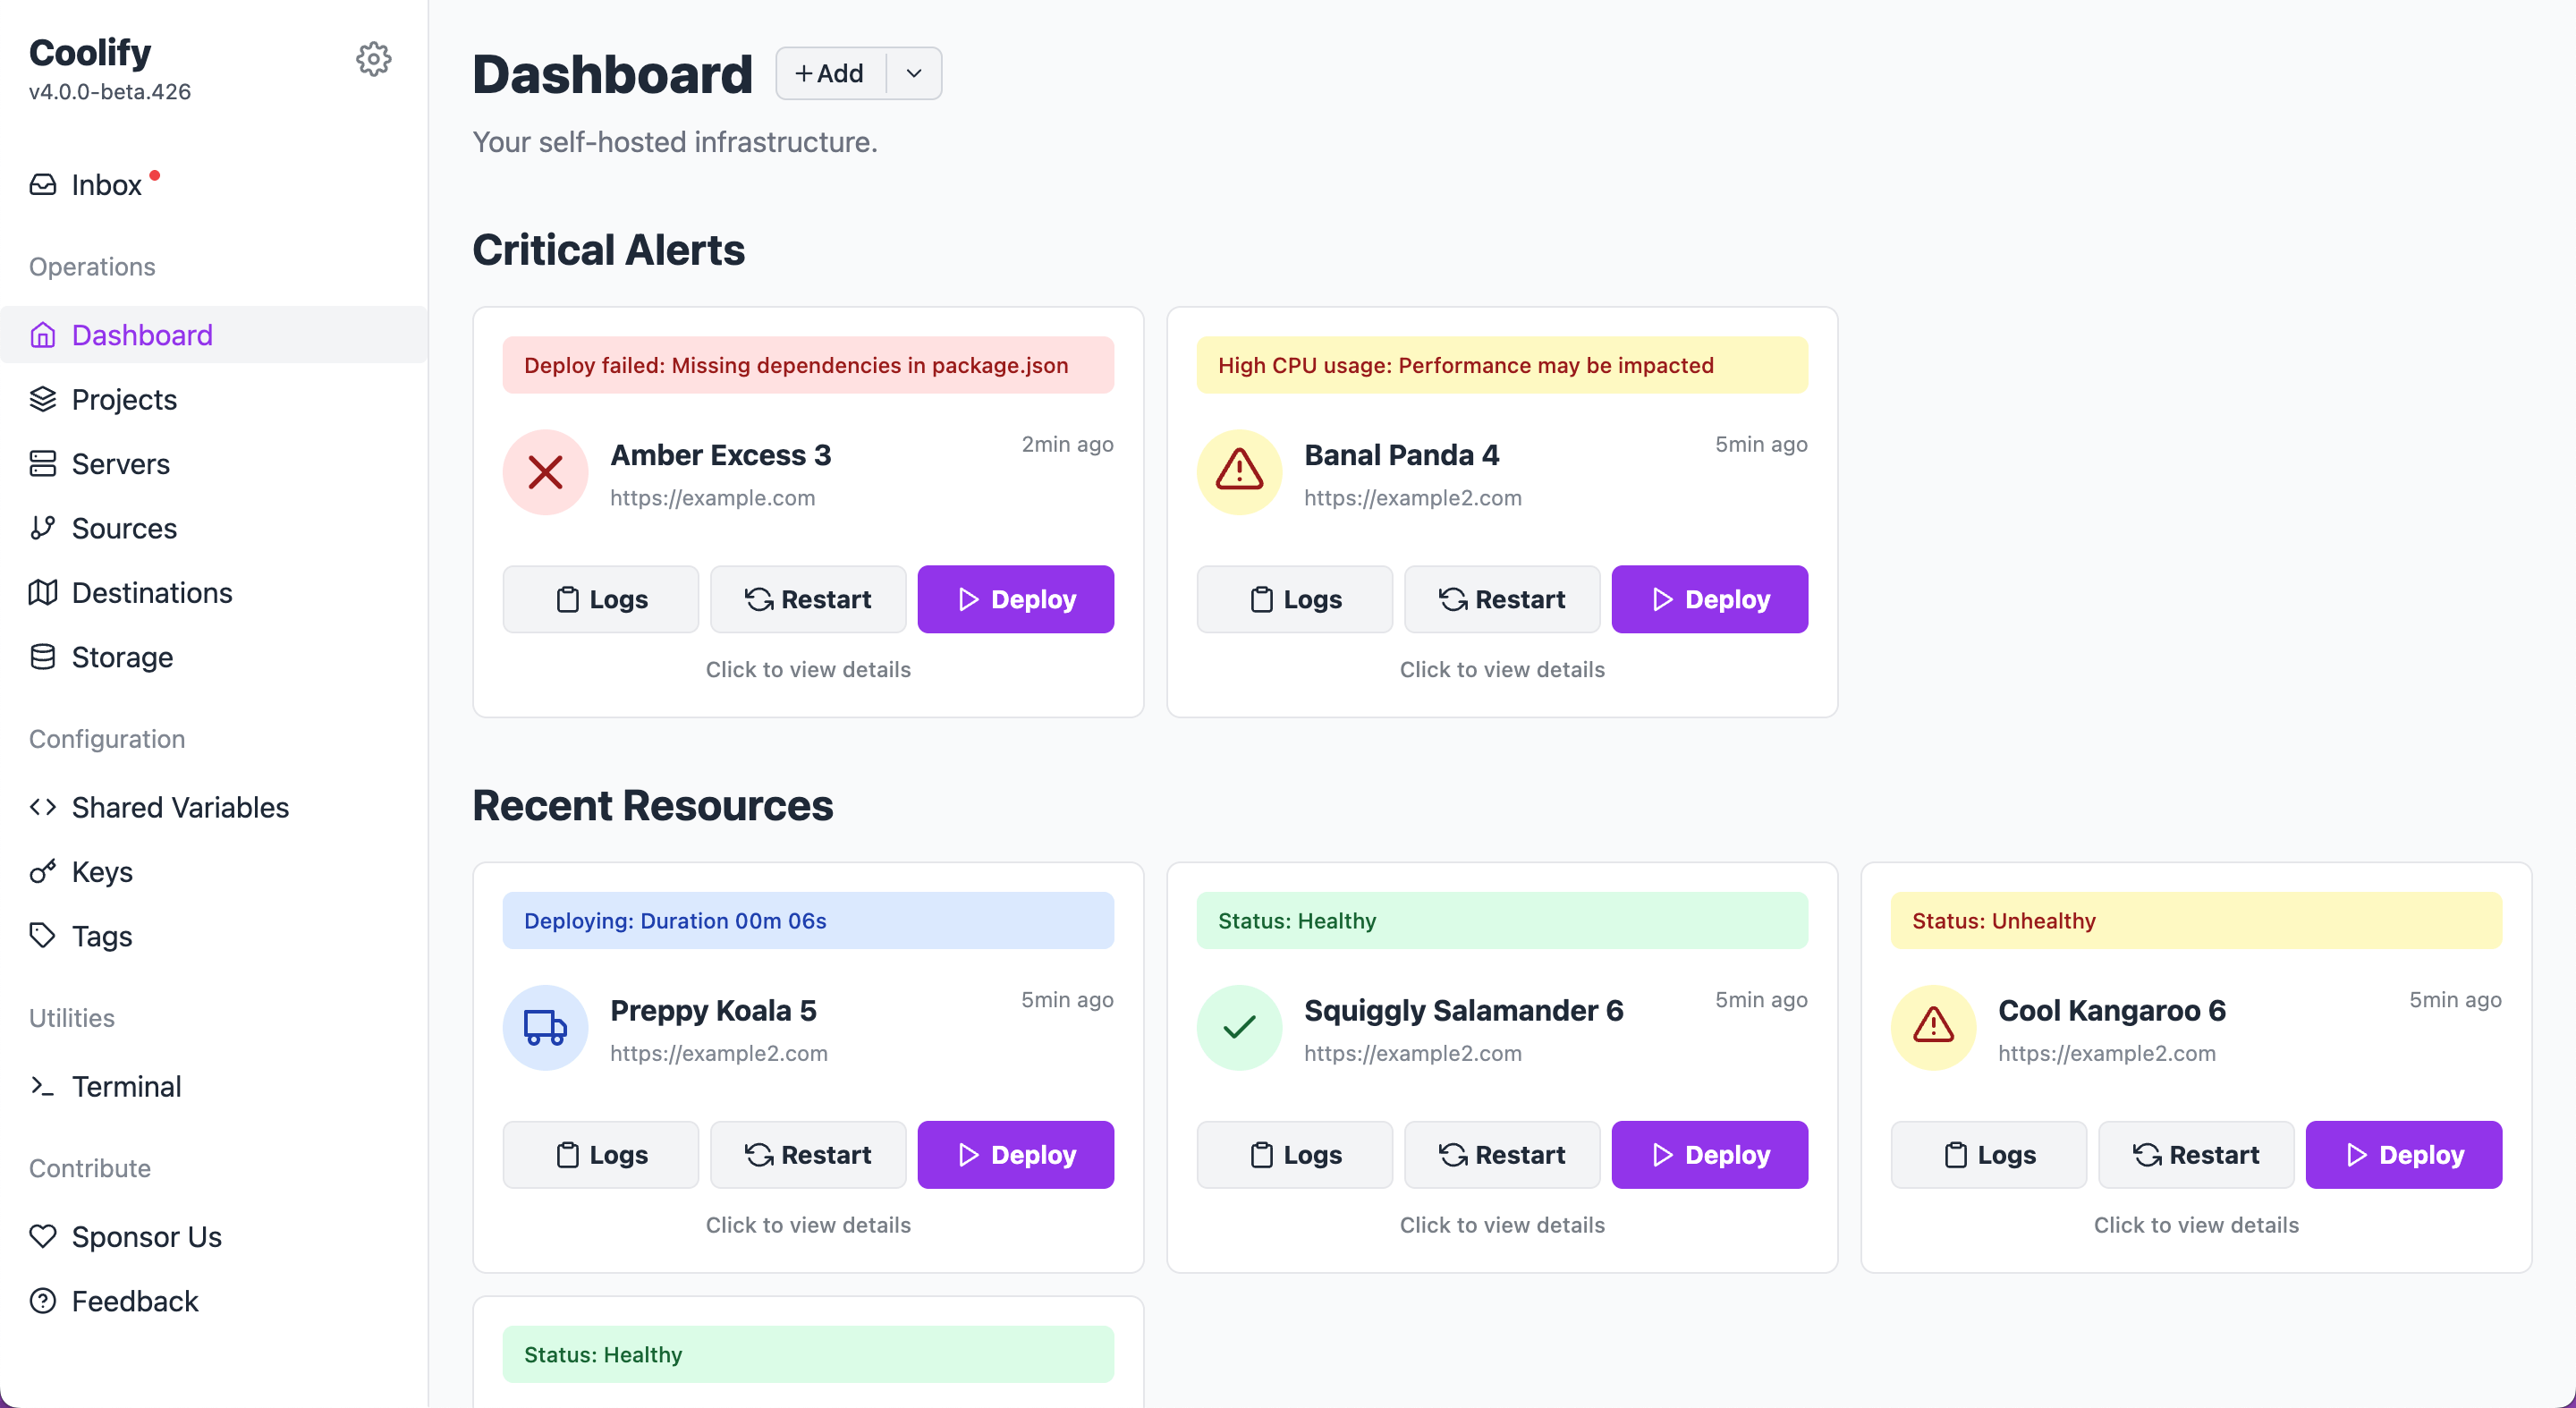 Coolify
v4.0.0-beta.426
Inbox
Operations
Dashboard
Projects
Servers
Sources
Destinations
Storage
Configuration
Shared Variables
Keys
Tags
Utilities
Terminal
Contribute
Sponsor Us
Feedback
Dashboard
+ Add
Your self-hosted infrastructure.
Critical Alerts
Deploy failed: Missing dependencies in package.json
Amber Excess 3
2min ago
https://example.com
Logs
Restart
Deploy
Click to view details
High CPU usage: Performance may be impacted
Banal Panda 4
5min ago
https://example2.com
Logs
Restart
Deploy
Click to view details
Recent Resources
Deploying: Duration 00m 06s
Preppy Koala 5
5min ago
https://example2.com
Logs
Restart
Deploy
Click to view details
Status: Healthy
Squiggly Salamander 6
5min ago
https://example2.com
Logs
Restart
Deploy
Click to view details
Status: Unhealthy
Cool Kangaroo 6
5min ago
https://example2.com
Logs
Restart
Deploy
Click to view details
Status: Healthy